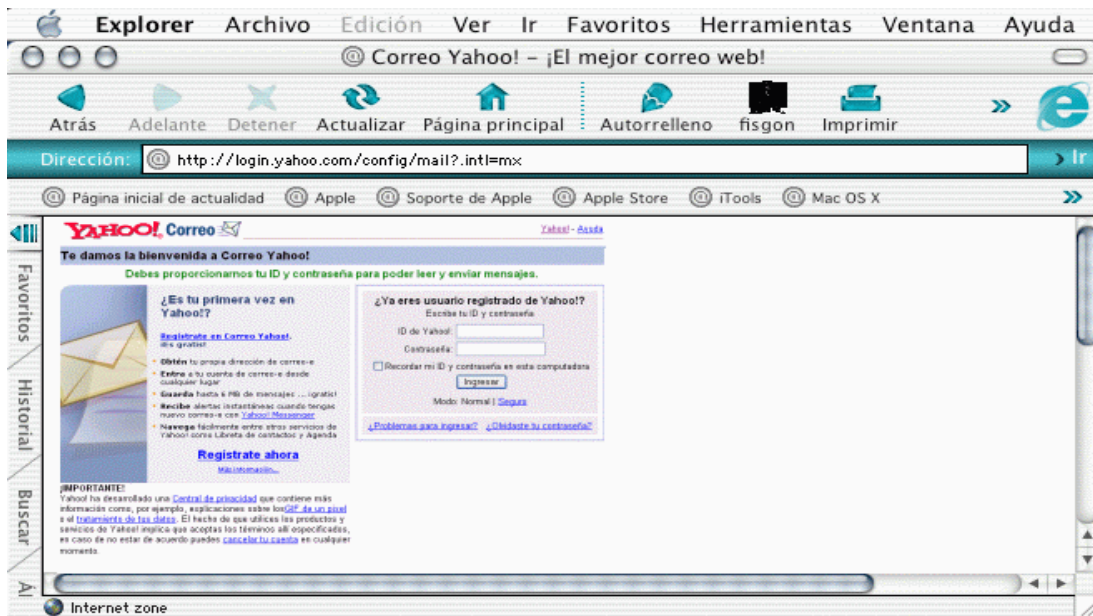 Explorer Archivo Edición Ver Ir Favoritos Herramientas Ventana Ayuda
Correo Yahoo! – ¡El mejor correo web!
Atrás Adelante Detener Actualizar Página principal Autorrelleno fisgon Imprimir
Dirección: http://login.yahoo.com/config/mail?.intl=mx Ir
Página inicial de actualidad Apple Soporte de Apple Apple Store iTools Mac OS X
Favoritos
Historial
Buscar
YAHOO! Correo
Yahoo! - Ayuda
Te damos la bienvenida a Correo Yahoo!
Debes proporcionarnos tu ID y contraseña para poder leer y enviar mensajes.
¿Es tu primera vez en
Yahoo!?
Regístrate en Correo Yahoo!.
¡Es gratis!
Obtén tu propia dirección de correo-e
Entra a tu cuenta de correo-e desde
cualquier lugar
Guarda hasta 6 MB de mensajes ... ¡gratis!
Recibe alertas instantáneas cuando tengas
nuevo correo-e con Yahoo! Messenger
Navega fácilmente entre otros servicios de
Yahoo! como Libreta de contactos y Agenda
Regístrate ahora
Más información...
¿Ya eres usuario registrado de Yahoo!?
Escribe tu ID y contraseña
ID de Yahoo!:
Contraseña:
Recordar mi ID y contraseña en esta computadora
Ingresar
Modo: Normal | Segura
¿Problemas para ingresar? ¿Olvidaste tu contraseña?
¡IMPORTANTE!
Yahoo! ha desarrollado una Central de privacidad que contiene más
información como, por ejemplo, explicaciones sobre los GIF de un pixel
o el tratamiento de tus datos. El hecho de que utilices los productos y
servicios de Yahoo! implica que aceptas los términos allí especificados,
en caso de no estar de acuerdo puedes cancelar tu cuenta en cualquier
momento.
Internet zone